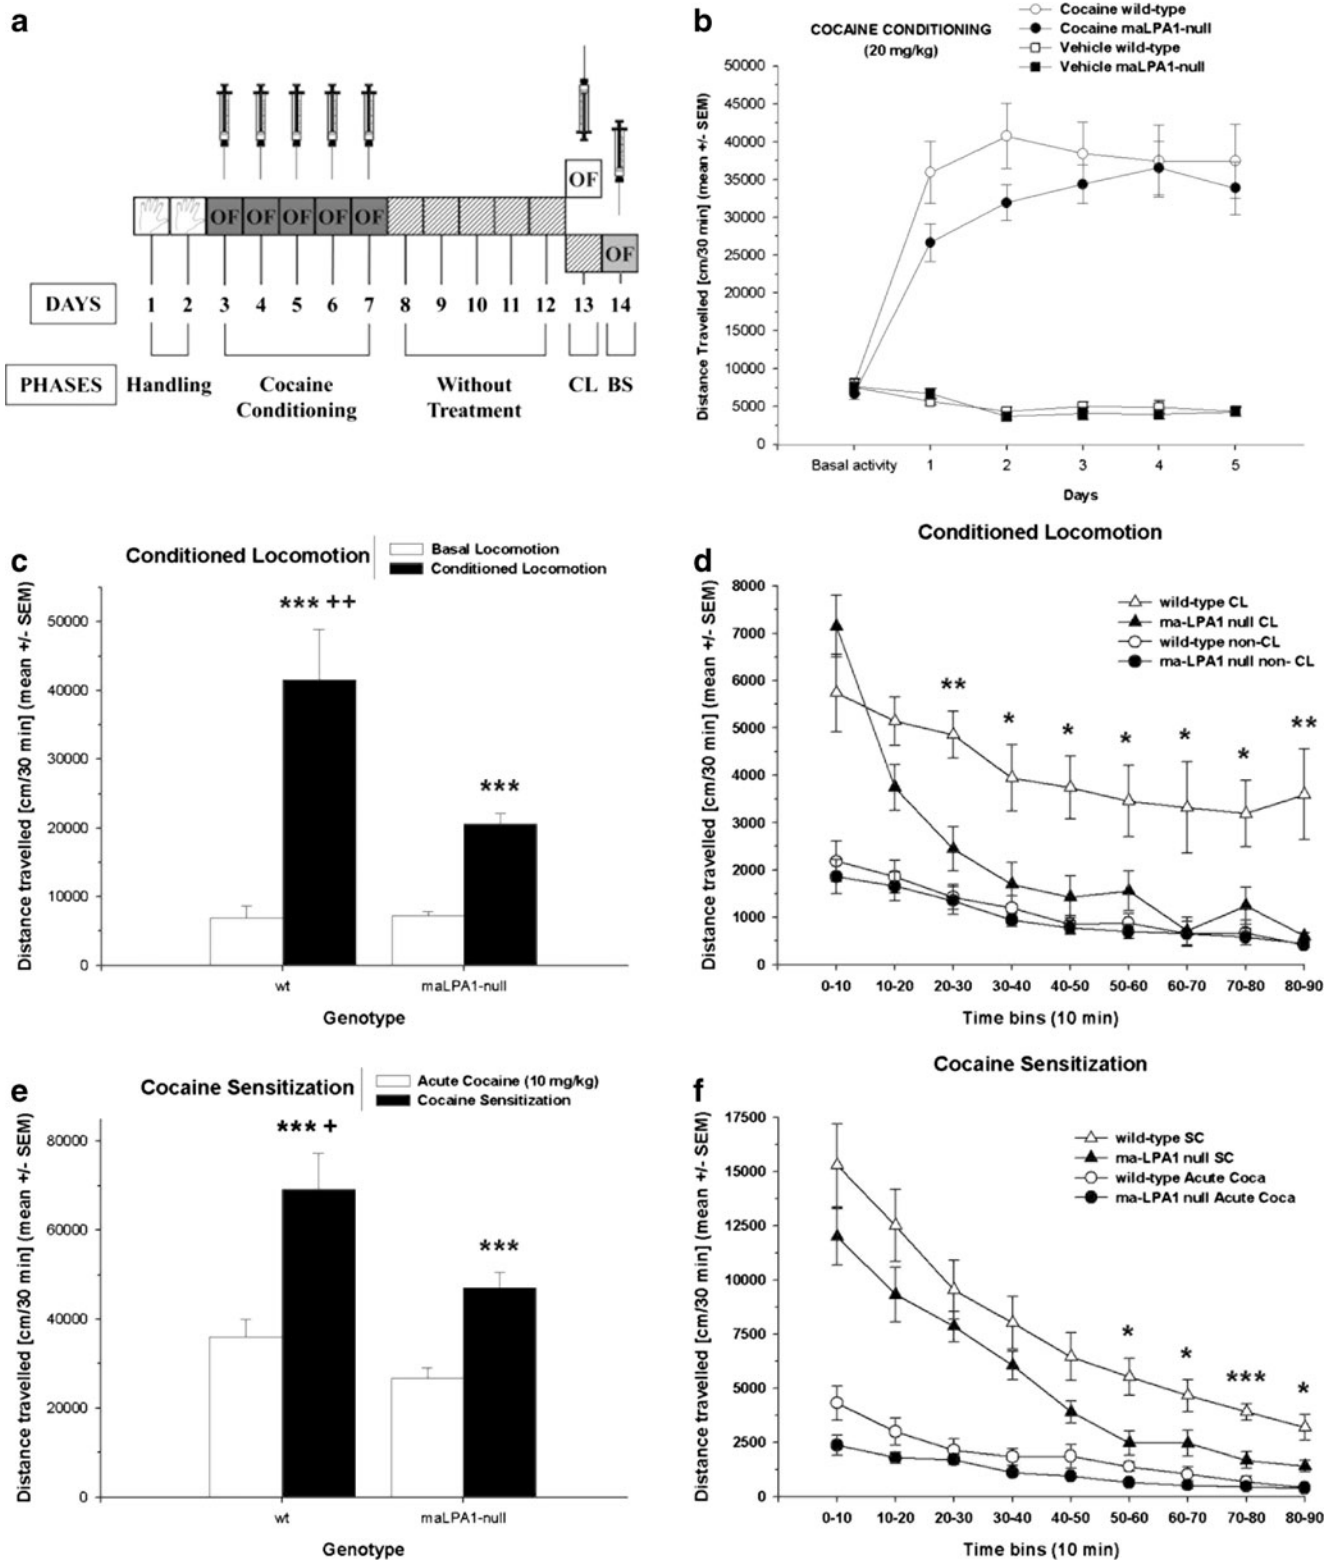 a
OF
OF OF OF OF OF
OF
DAYS
1 2 3 4 5 6 7 8 9 10 11 12 13 14
PHASES
Handling
Cocaine
Conditioning
Without
Treatment
CL
BS
b
COCAINE CONDITIONING
(20 mg/kg)
Cocaine wild-type
Cocaine maLPA1-null
Vehicle wild-type
Vehicle maLPA1-null
Distance Travelled [cm/30 min] (mean +/- SEM)
50000
45000
40000
35000
30000
25000
20000
15000
10000
5000
0
Basal activity 1 2 3 4 5
Days
c
Conditioned Locomotion
Basal Locomotion
Conditioned Locomotion
Distance travelled [cm/30 min] (mean +/- SEM)
50000
40000
30000
20000
10000
0
*** ++
***
wt maLPA1-null
Genotype
d
Conditioned Locomotion
wild-type CL
ma-LPA1 null CL
wild-type non-CL
ma-LPA1 null non- CL
Distance travelled [cm/30 min] (mean +/- SEM)
8000
7000
6000
5000
4000
3000
2000
1000
0
** * * * * * **
0-10 10-20 20-30 30-40 40-50 50-60 60-70 70-80 80-90
Time bins (10 min)
e
Cocaine Sensitization
Acute Cocaine (10 mg/kg)
Cocaine Sensitization
Distance travelled [cm/30 min] (mean +/- SEM)
80000
60000
40000
20000
0
*** +
***
wt maLPA1-null
Genotype
f
Cocaine Sensitization
wild-type SC
ma-LPA1 null SC
wild-type Acute Coca
ma-LPA1 null Acute Coca
Distance travelled [cm/30 min] (mean +/- SEM)
17500
15000
12500
10000
7500
5000
2500
0
* * *** *
0-10 10-20 20-30 30-40 40-50 50-60 60-70 70-80 80-90
Time bins (10 min)